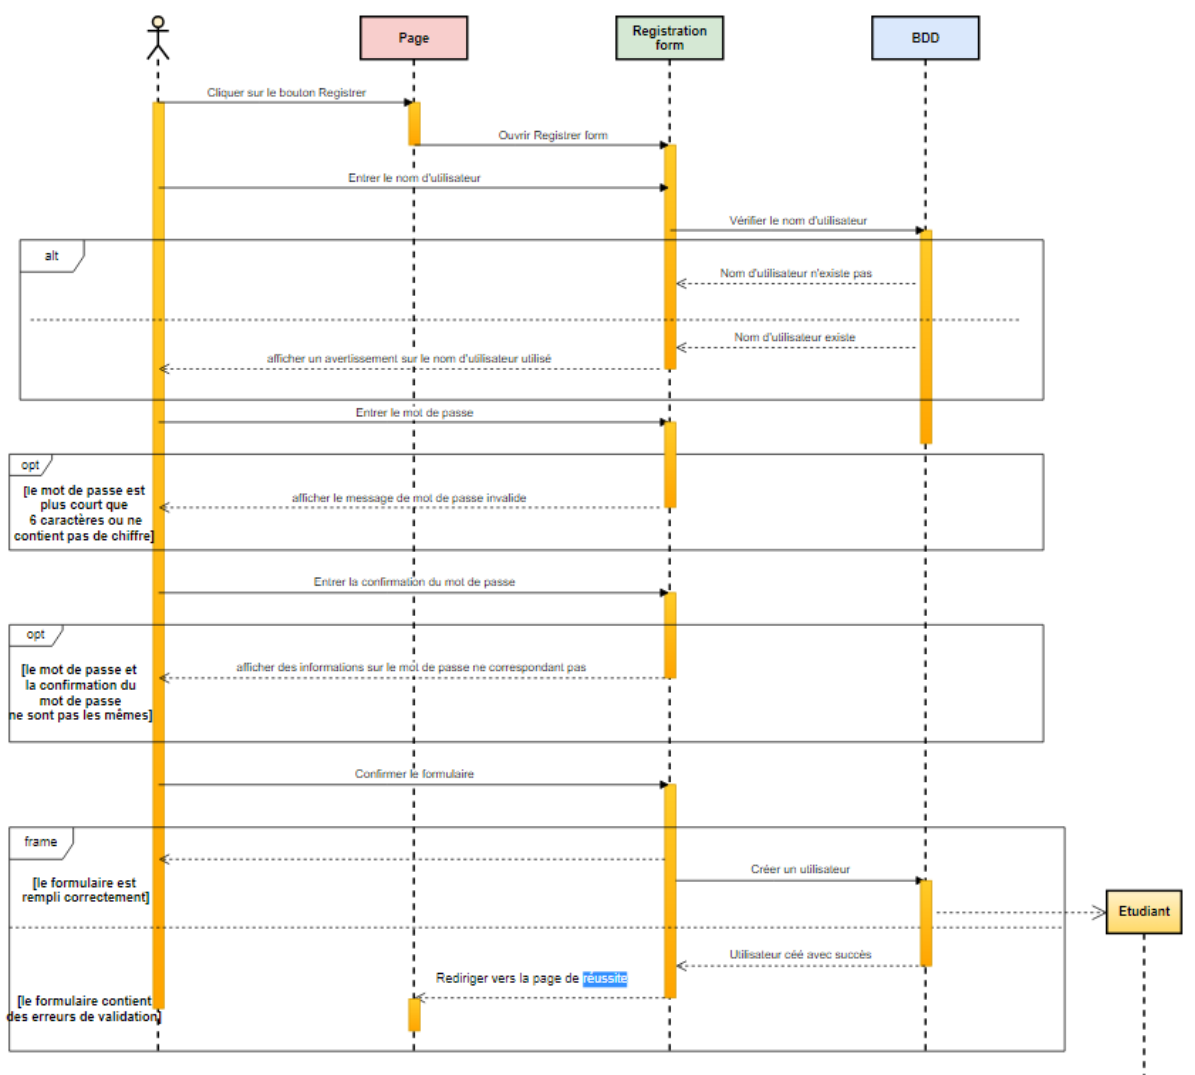 Page
Registration
form
BDD
Cliquer sur le bouton Registrer
Ouvrir Registrer form
Entrer le nom d'utilisateur
Vérifier le nom d'utilisateur
alt
Nom d'utilisateur n'existe pas
Nom d'utilisateur existe
afficher un avertissement sur le nom d'utilisateur utilisé
Entrer le mot de passe
opt
[le mot de passe est
plus court que
6 caractères ou ne
contient pas de chiffre]
afficher le message de mot de passe invalide
Entrer la confirmation du mot de passe
opt
[le mot de passe et
la confirmation du
mot de passe
ne sont pas les mêmes]
afficher des informations sur le mot de passe ne correspondant pas
Confirmer le formulaire
frame
[le formulaire est
rempli correctement]
Créer un utilisateur
Etudiant
Utilisateur céé avec succès
Rediriger vers la page de réussite
[le formulaire contient
des erreurs de validation]